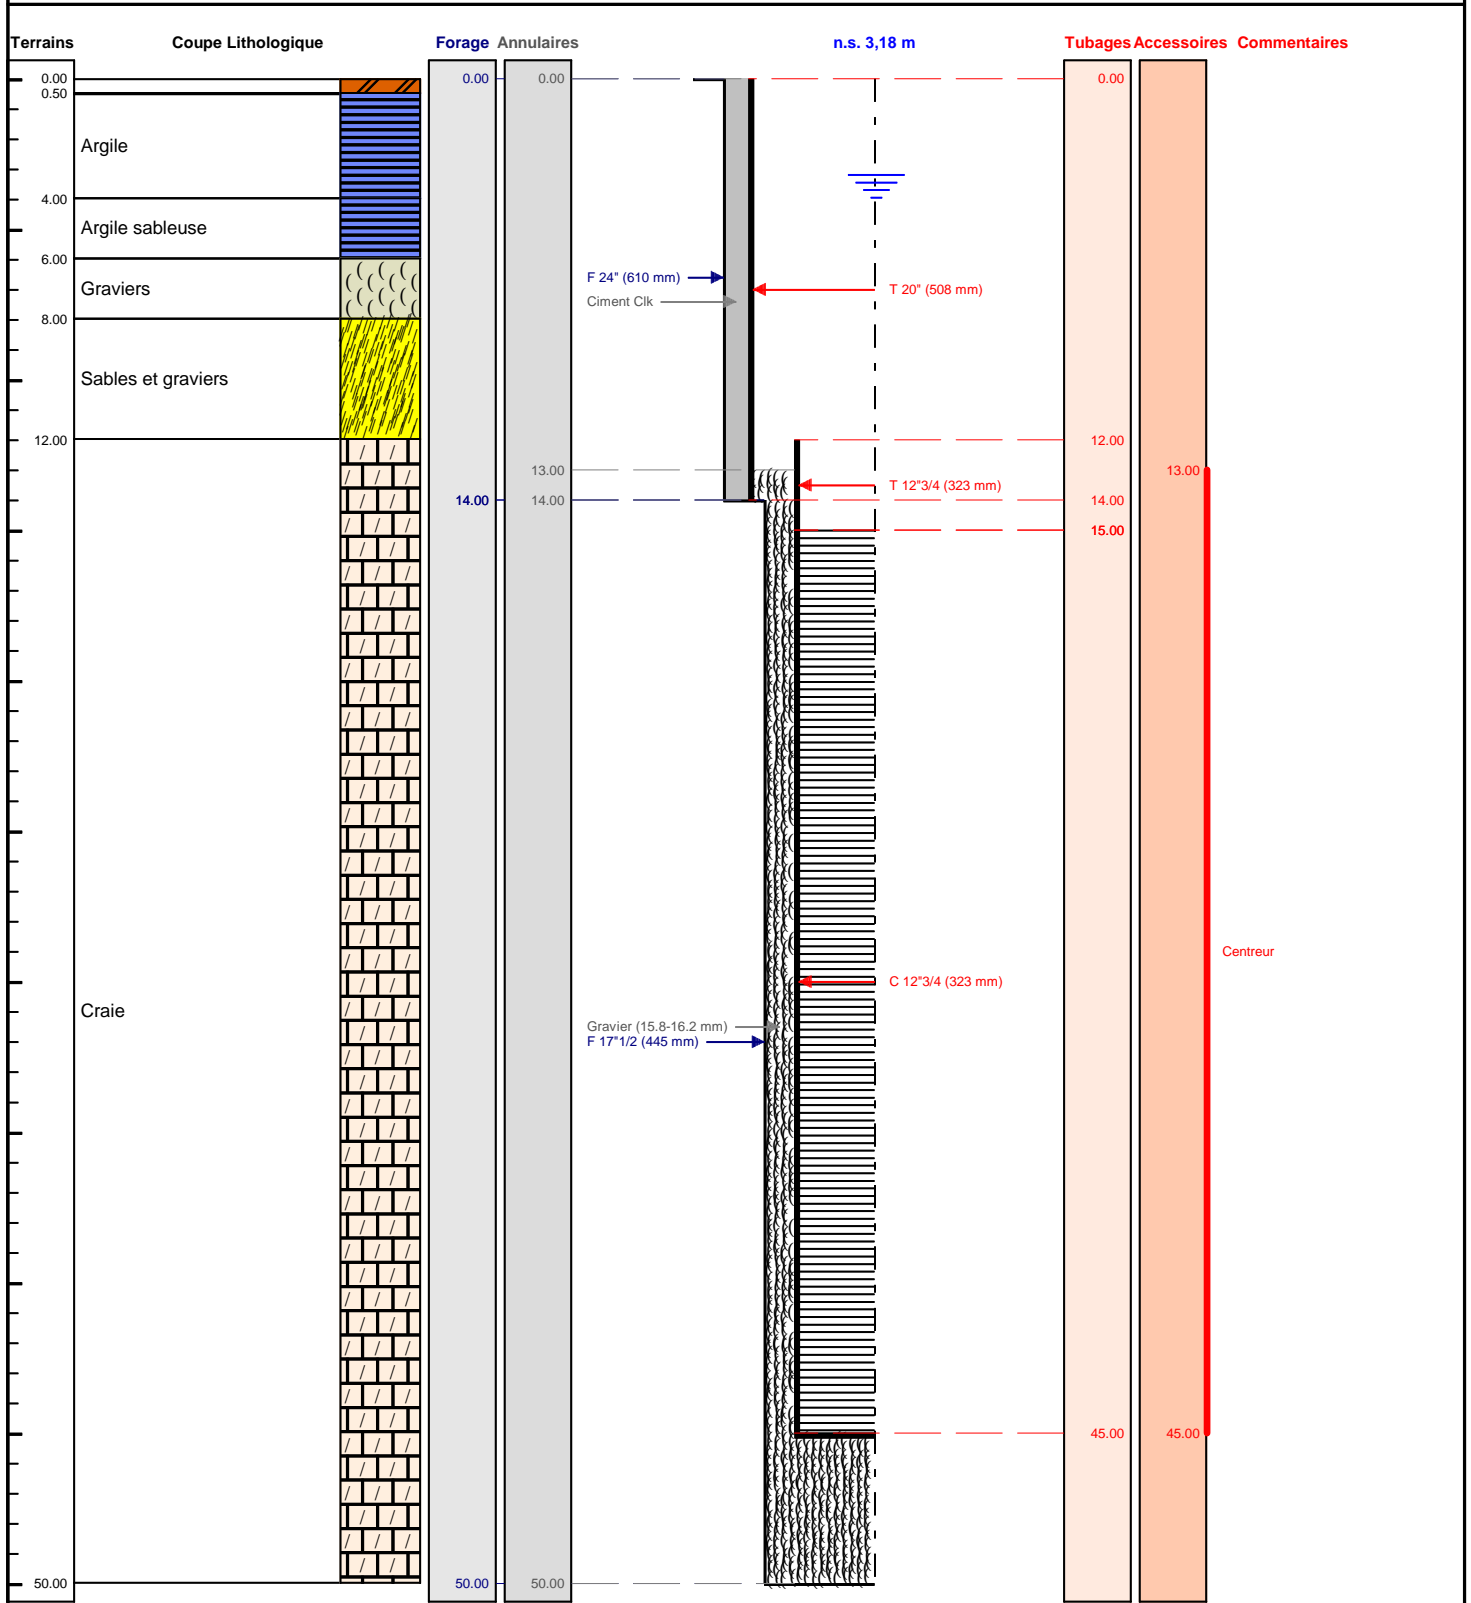 Terrains Coupe Lithologique Forage Annulaires n.s. 3,18 m Tubages Accessoires Commentaires
0.00 0.00 0.00 0.00
0.50
Argile
4.00
Argile sableuse
6.00
F 24" (610 mm)
Graviers T 20" (508 mm)
Ciment Clk
8.00
Sables et graviers
12.00 12.00
13.00 13.00
T 12"3/4 (323 mm)
14.00 14.00 14.00
15.00
Centreur
C 12"3/4 (323 mm)
Craie
Gravier (15.8-16.2 mm)
F 17"1/2 (445 mm)
45.00 45.00
50.00 50.00 50.00